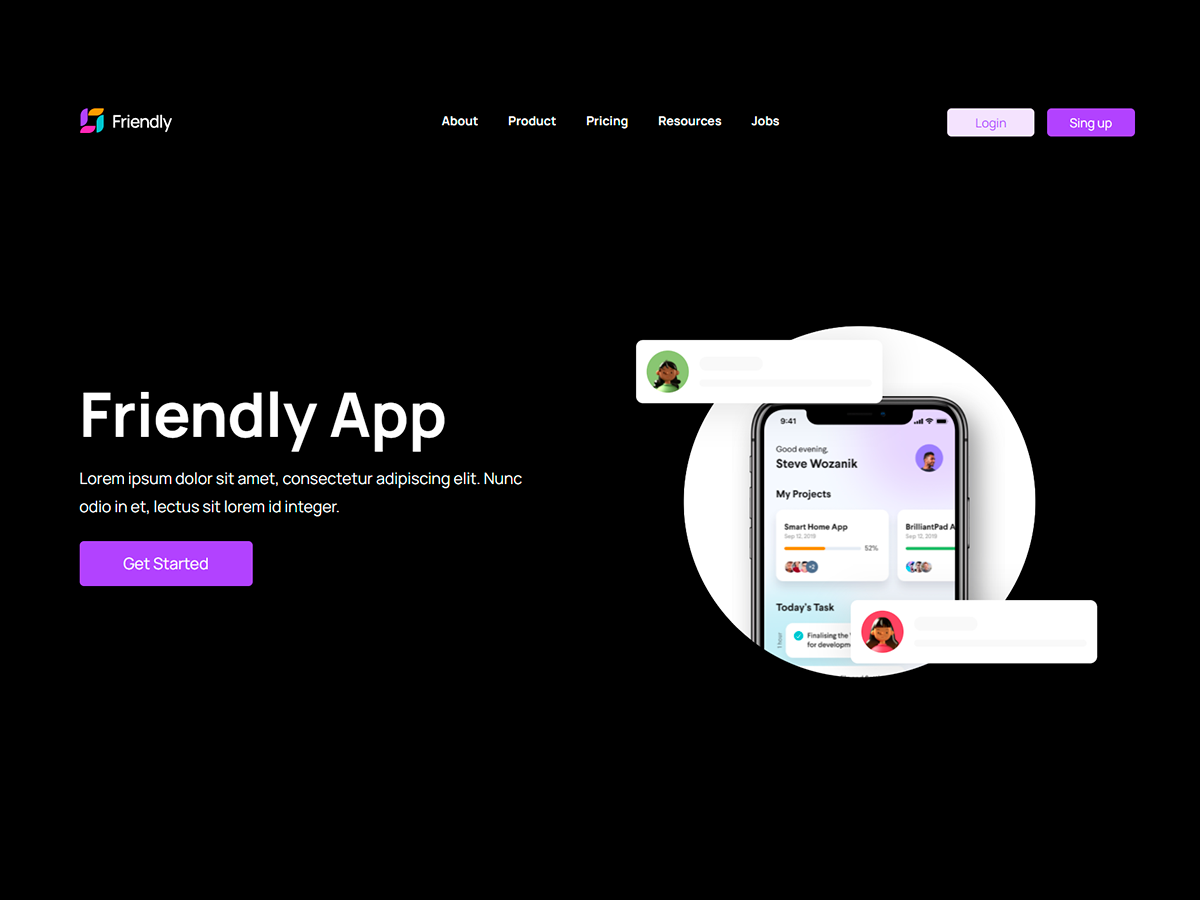 Friendly
About
Product
Pricing
Resources
Jobs
Login
Sing up
Friendly App
Lorem ipsum dolor sit amet, consectetur adipiscing elit. Nunc
odio in et, lectus sit lorem id integer.
Get Started
9:41
Good evening,
Steve Wozanik
My Projects
Smart Home App
Sep 12, 2019
52%
BrilliantPad A
Sep 12, 2019
Today's Task
1 hour
Finalising the
for developm